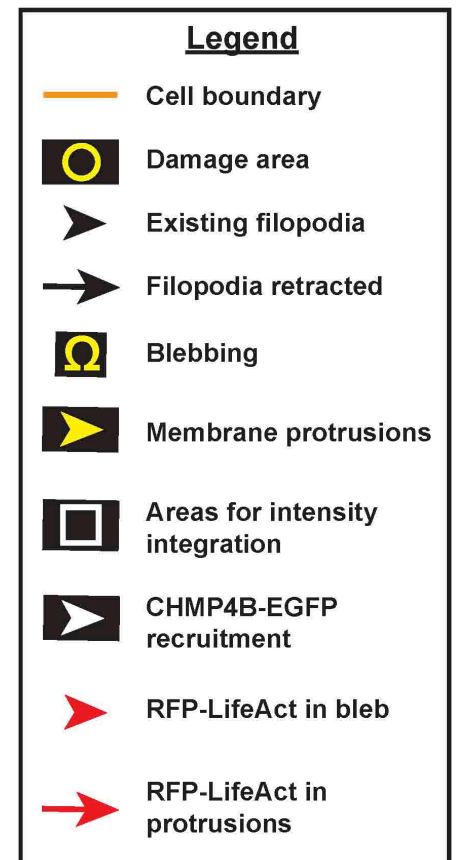 Legend
Cell boundary
Damage area
Existing filopodia
Filopodia retracted
Ω Blebbing
Membrane protrusions
Areas for intensity
integration
CHMP4B-EGFP
recruitment
RFP-LifeAct in bleb
RFP-LifeAct in
protrusions